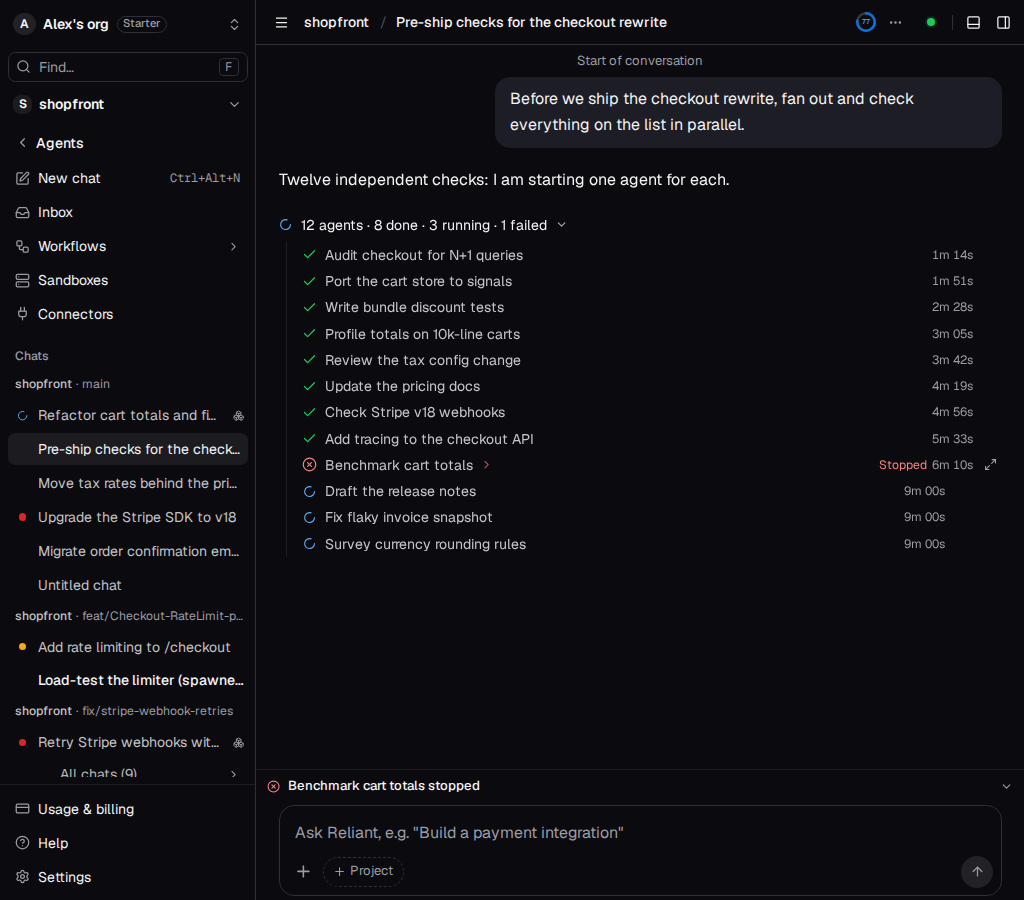 A Alex's org Starter
Find... F
S shopfront
Agents
New chat Ctrl+Alt+N
Inbox
Workflows
Sandboxes
Connectors
Chats
shopfront · main
Refactor cart totals and fi...
Pre-ship checks for the check...
Move tax rates behind the pri...
Upgrade the Stripe SDK to v18
Migrate order confirmation em...
Untitled chat
shopfront · feat/Checkout-RateLimit-p...
Add rate limiting to /checkout
Load-test the limiter (spawne...
shopfront · fix/stripe-webhook-retries
Retry Stripe webhooks wit...
All chats (9)
Usage & billing
Help
Settings
shopfront / Pre-ship checks for the checkout rewrite 77
Start of conversation
Before we ship the checkout rewrite, fan out and check
everything on the list in parallel.
Twelve independent checks: I am starting one agent for each.
12 agents · 8 done · 3 running · 1 failed
Audit checkout for N+1 queries 1m 14s
Port the cart store to signals 1m 51s
Write bundle discount tests 2m 28s
Profile totals on 10k-line carts 3m 05s
Review the tax config change 3m 42s
Update the pricing docs 4m 19s
Check Stripe v18 webhooks 4m 56s
Add tracing to the checkout API 5m 33s
Benchmark cart totals Stopped 6m 10s
Draft the release notes 9m 00s
Fix flaky invoice snapshot 9m 00s
Survey currency rounding rules 9m 00s
Benchmark cart totals stopped
Ask Reliant, e.g. "Build a payment integration"
+ Project